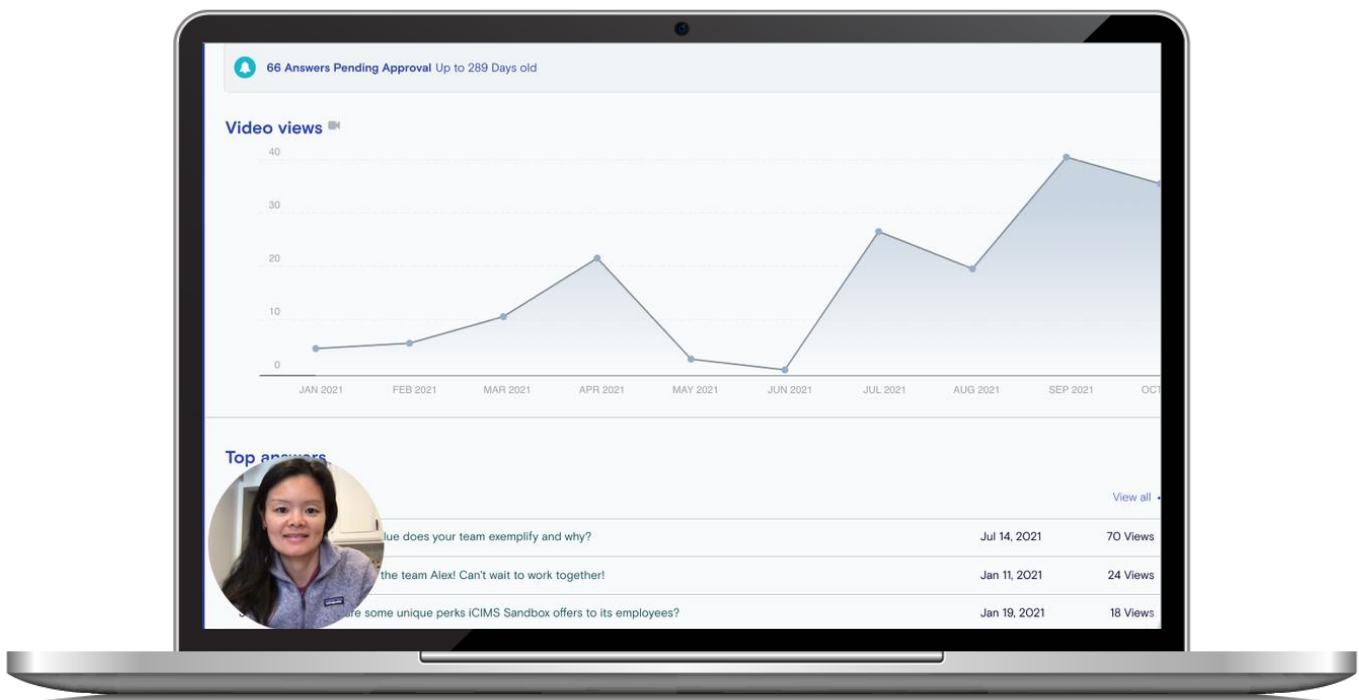 66 Answers Pending Approval Up to 289 Days old
Video views
40
30
20
10
0
JAN 2021 FEB 2021 MAR 2021 APR 2021 MAY 2021 JUN 2021 JUL 2021 AUG 2021 SEP 2021 OCT
Top answers
View all
lue does your team exemplify and why? Jul 14, 2021 70 Views
the team Alex! Can't wait to work together! Jan 11, 2021 24 Views
re some unique perks iCIMS Sandbox offers to its employees? Jan 19, 2021 18 Views